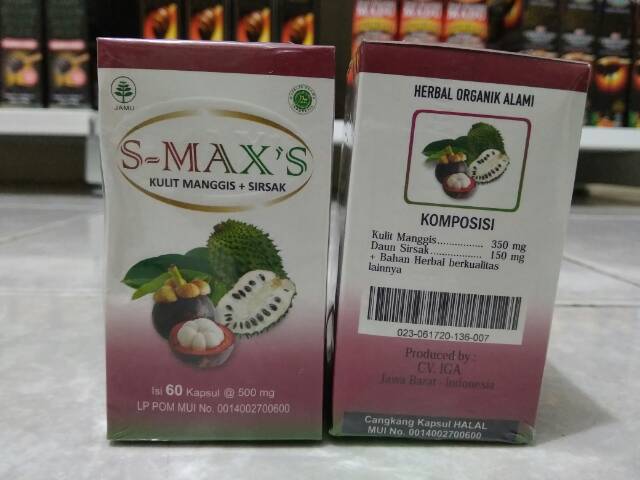 JAMU
S-MAX'S
KULIT MANGGIS + SIRSAK
Isi 60 Kapsul @ 500 mg
LP POM MUI No. 0014002700600
HERBAL ORGANIK ALAMI
KOMPOSISI
Kulit Manggis................ 350 mg
Daun Sirsak.................. 150 mg
+ Bahan Herbal berkualitas
lainnya
023-061720-136-007
Produced by :
CV. IGA
Jawa Barat - Indonesia
Cangkang Kapsul HALAL
MUI No. 0014002700600